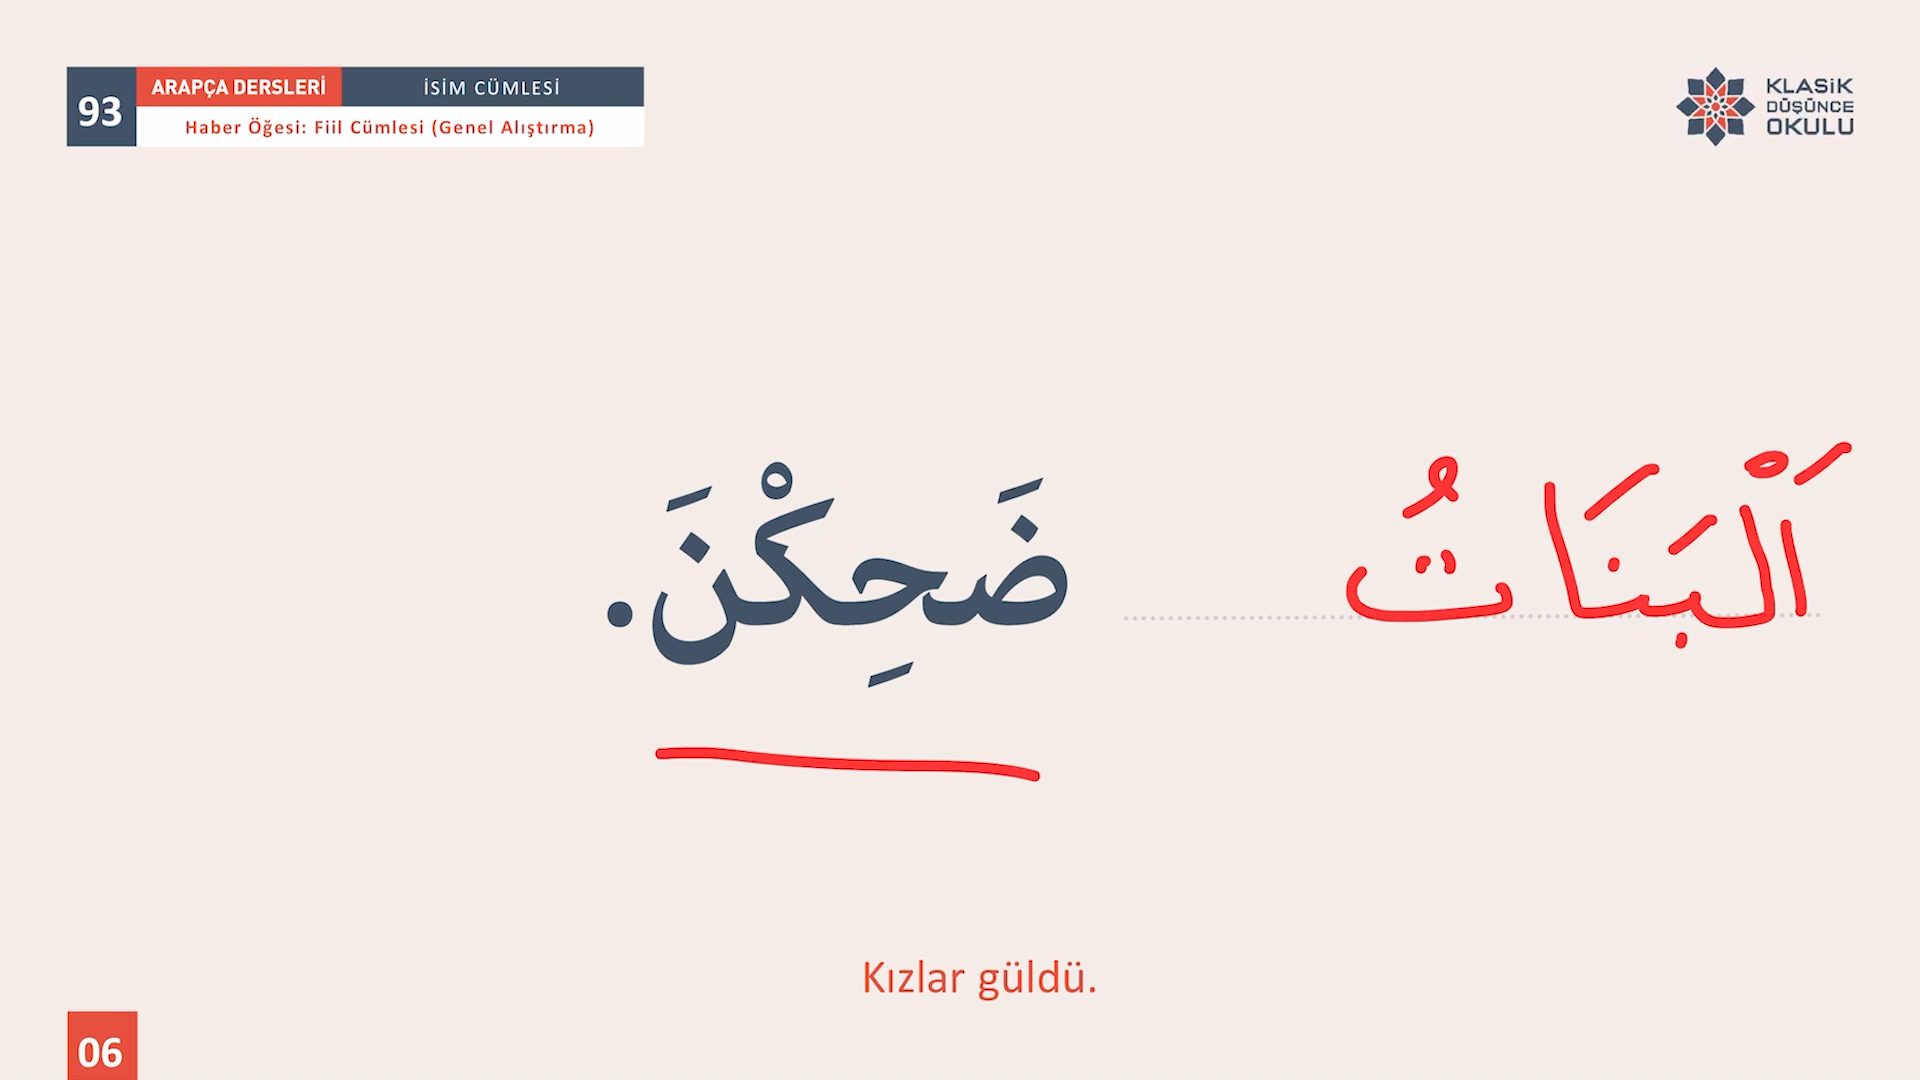 93
ARAPÇA DERSLERİ
İSİM CÜMLESİ
Haber Öğesi: Fiil Cümlesi (Genel Alıştırma)
KLASİK
DÜŞÜNCE
OKULU
اَلْبَنَاتُ ضَحِكْنَ.
Kızlar güldü.
06